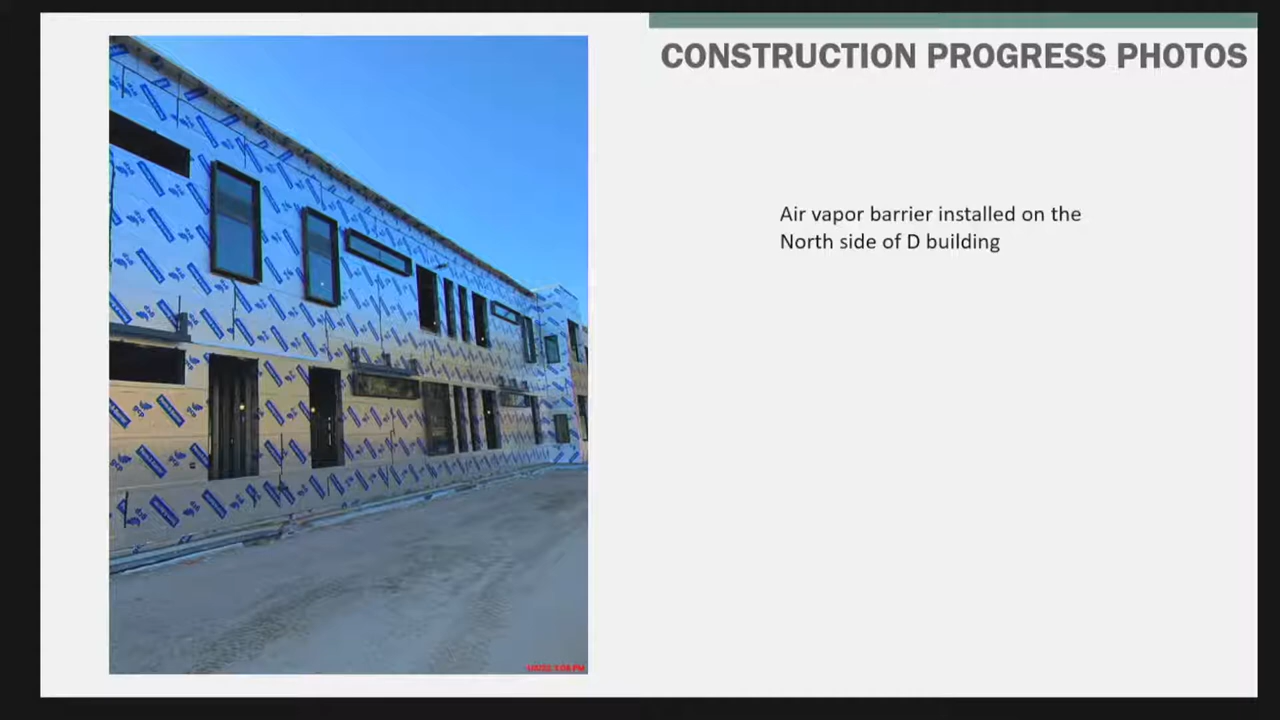 CONSTRUCTION PROGRESS PHOTOS
Air vapor barrier installed on the
North side of D building